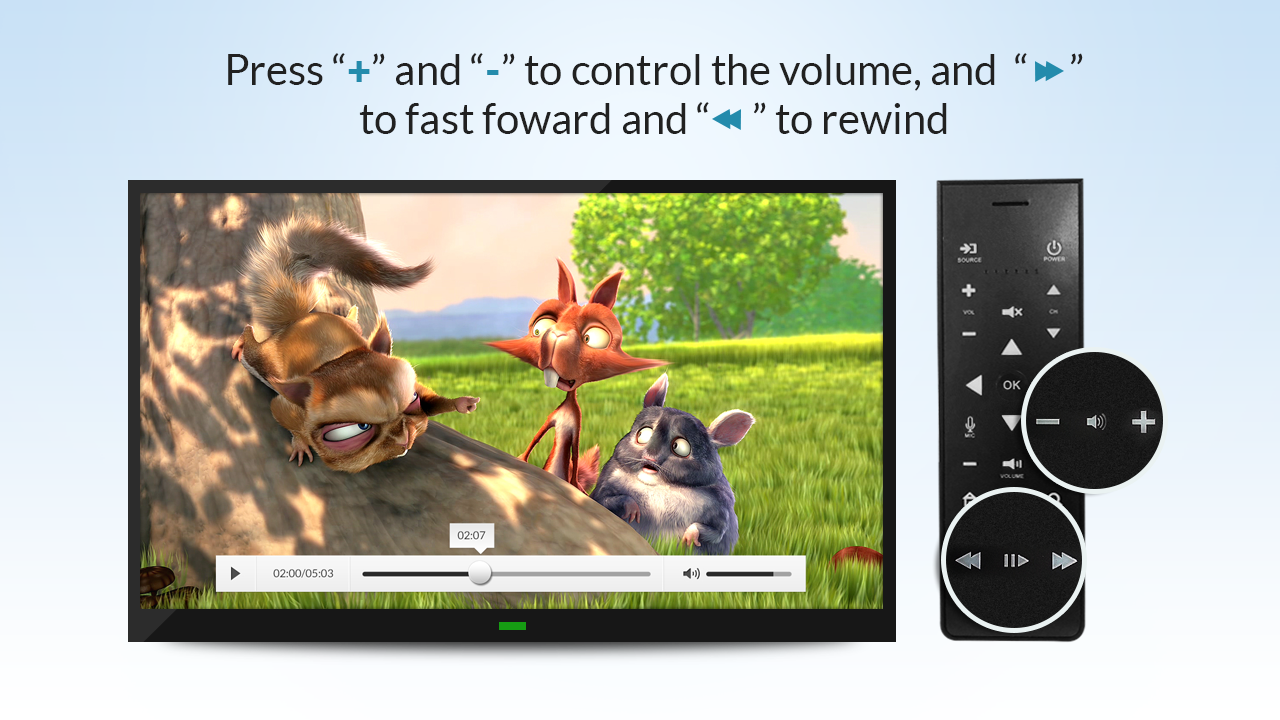 Press “+” and “-” to control the volume, and “⏩”
to fast foward and “⏪” to rewind
02:07
02:00/05:03
SOURCE
POWER
VOL
CH
OK
MIC
VOLUME